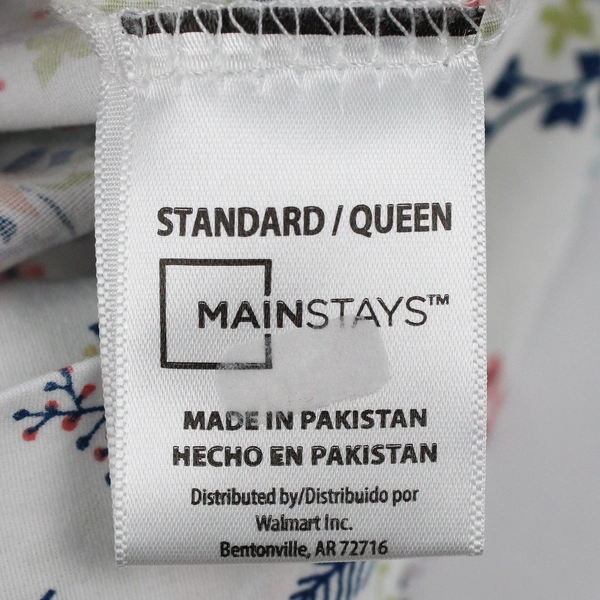 STANDARD / QUEEN
MAINSTAYS™
MADE IN PAKISTAN
HECHO EN PAKISTAN
Distributed by/Distribuido por
Walmart Inc.
Bentonville, AR 72716